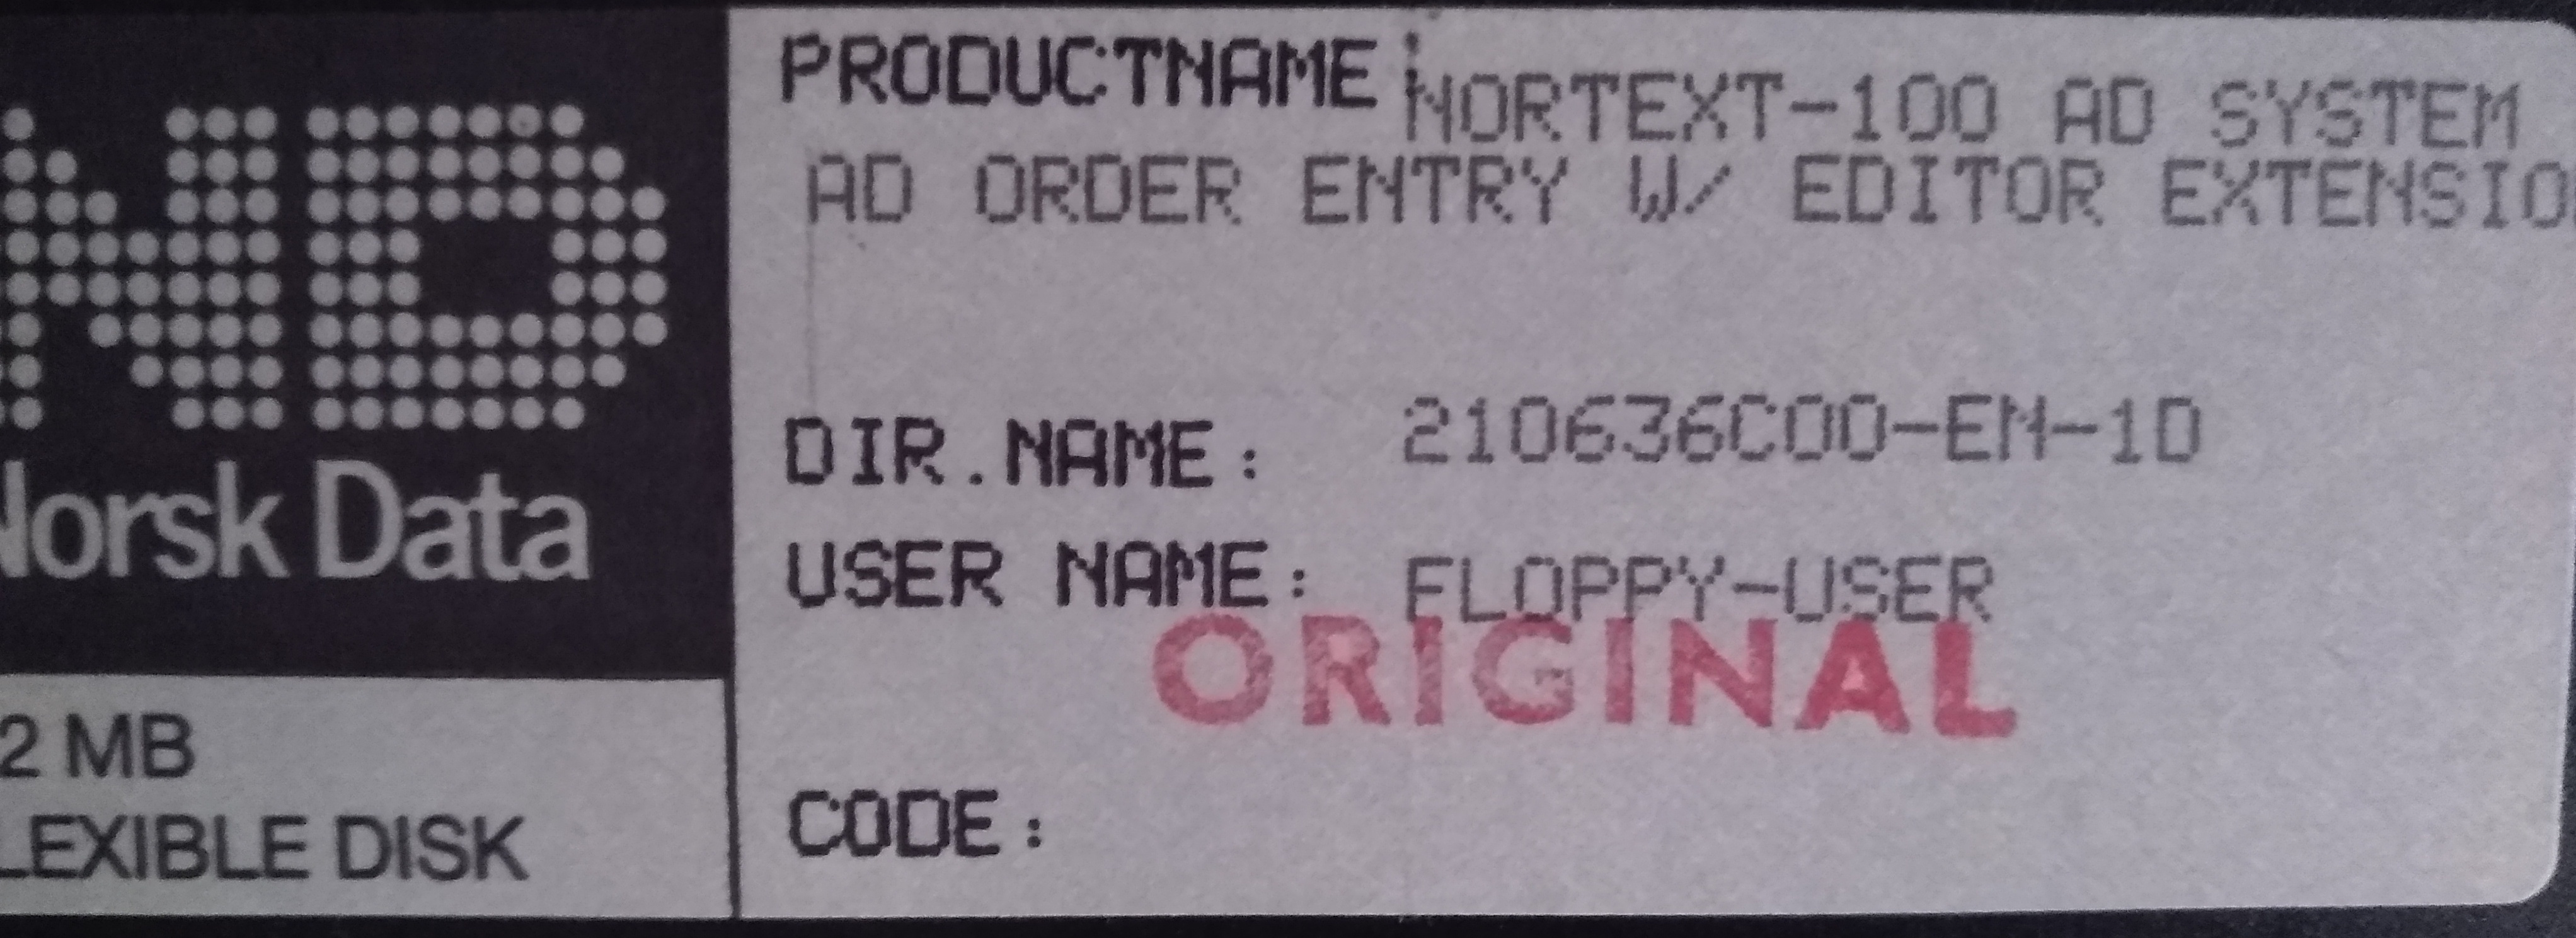 ND
Norsk Data
2 MB
LEXIBLE DISK
PRODUCTNAME: NORTEXT-100 AD SYSTEM
AD ORDER ENTRY W/ EDITOR EXTENSIO
DIR.NAME: 210636C00-EN-1D
USER NAME: FLOPPY-USER
ORIGINAL
CODE: